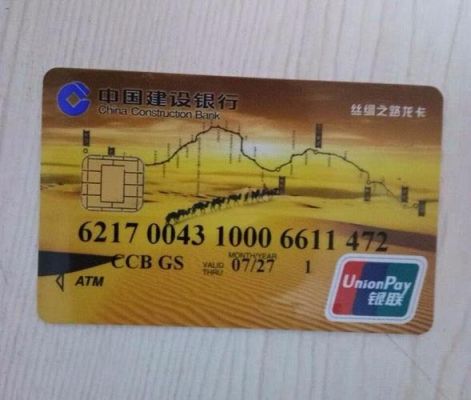 中国建设银行
China Construction Bank
丝绸之路龙卡
6217 0043 1000 6611 472
CCB GS
VALID THRU
MONTH/YEAR
07/27
1
ATM
UnionPay
银联